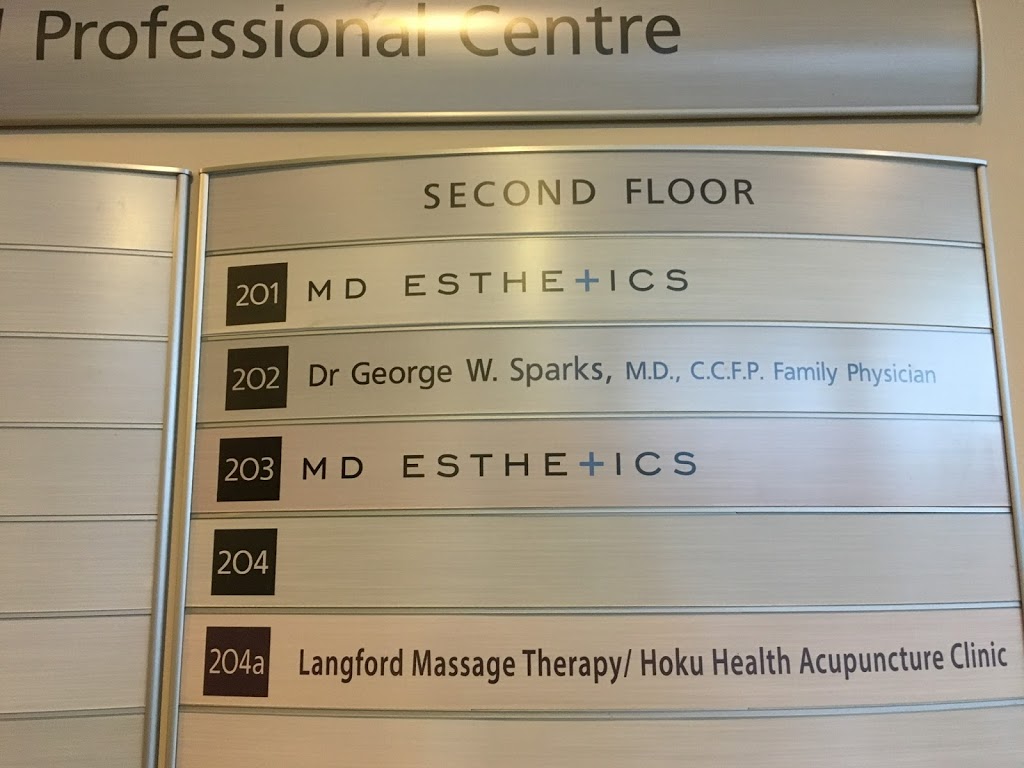 Professional Centre
SECOND FLOOR
201 MD ESTHE+ICS
202 Dr George W. Sparks, M.D., C.C.F.P. Family Physician
203 MD ESTHE+ICS
204
204a Langford Massage Therapy/ Hoku Health Acupuncture Clinic